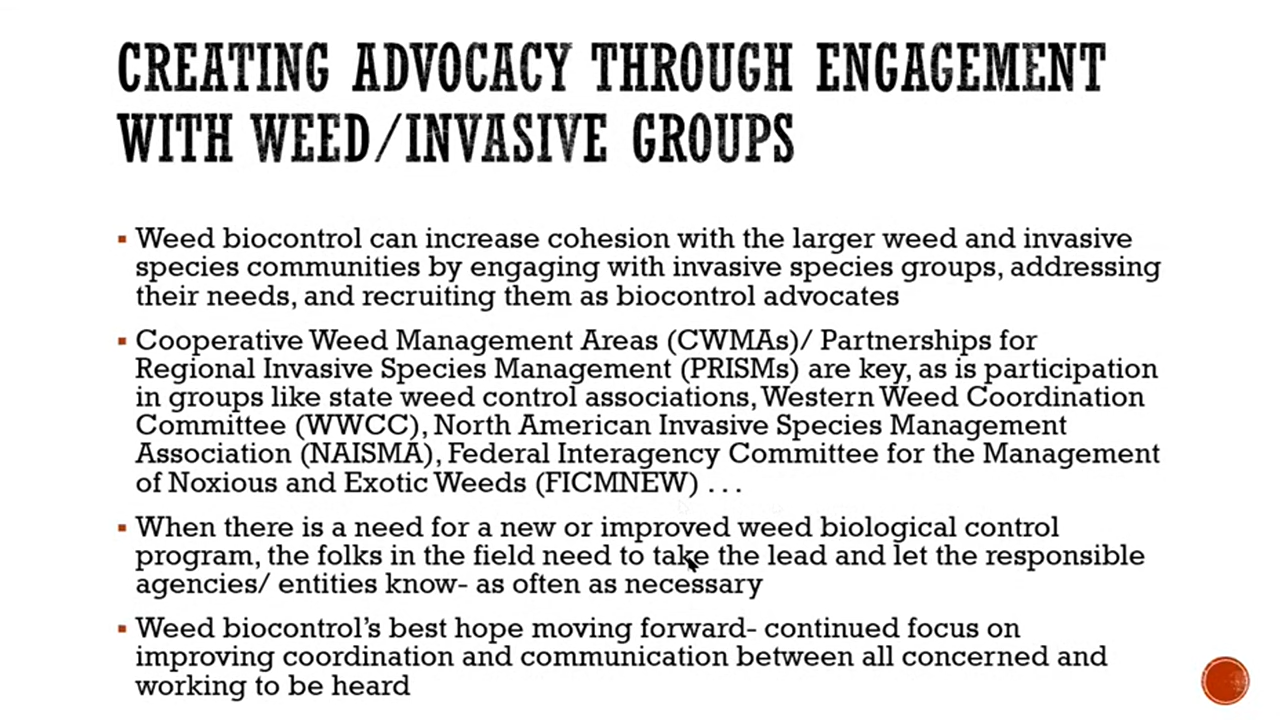 CREATING ADVOCACY THROUGH ENGAGEMENT
WITH WEED/INVASIVE GROUPS
▪ Weed biocontrol can increase cohesion with the larger weed and invasive
species communities by engaging with invasive species groups, addressing
their needs, and recruiting them as biocontrol advocates
▪ Cooperative Weed Management Areas (CWMAs)/ Partnerships for
Regional Invasive Species Management (PRISMs) are key, as is participation
in groups like state weed control associations, Western Weed Coordination
Committee (WWCC), North American Invasive Species Management
Association (NAISMA), Federal Interagency Committee for the Management
of Noxious and Exotic Weeds (FICMNEW) . . .
▪ When there is a need for a new or improved weed biological control
program, the folks in the field need to take the lead and let the responsible
agencies/ entities know- as often as necessary
▪ Weed biocontrol's best hope moving forward- continued focus on
improving coordination and communication between all concerned and
working to be heard